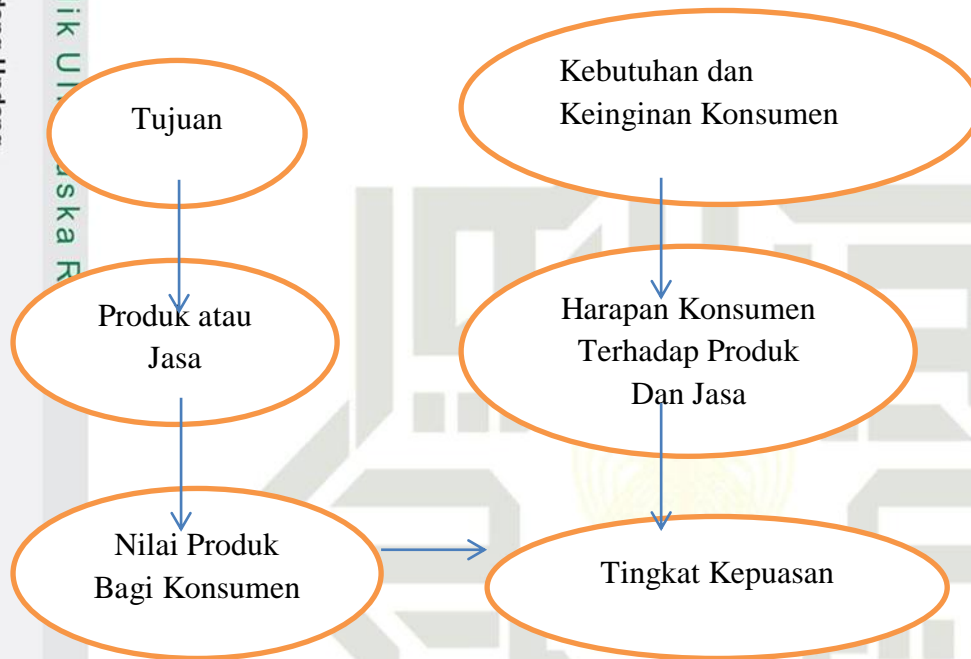 Tujuan
Kebutuhan dan
Keinginan Konsumen
Produk atau
Jasa
Harapan Konsumen
Terhadap Produk
Dan Jasa
Nilai Produk
Bagi Konsumen
Tingkat Kepuasan